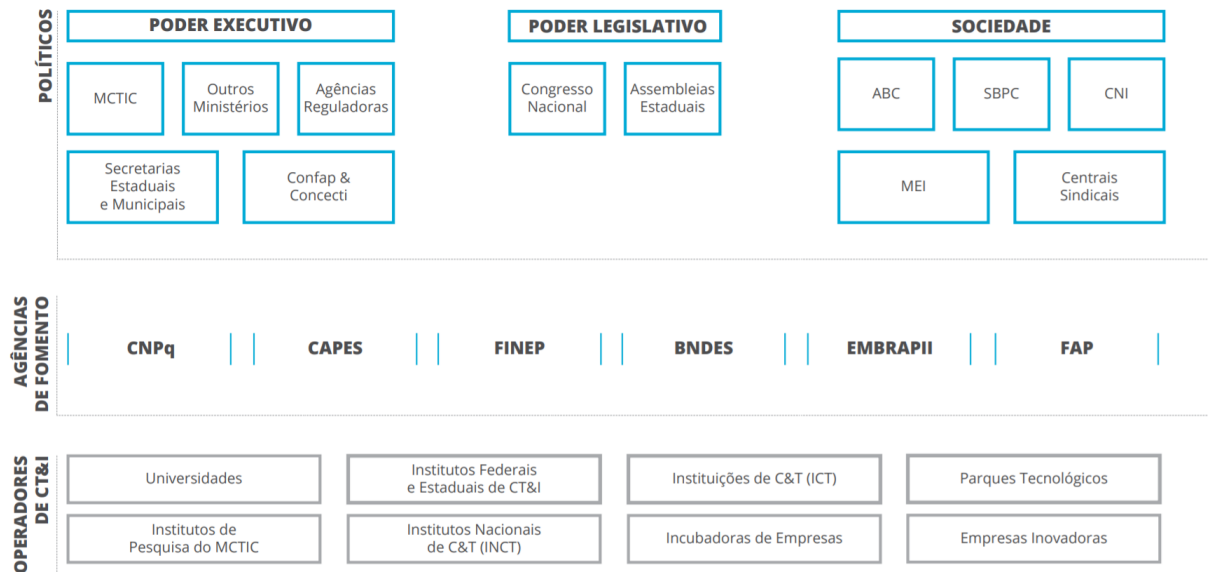 POLÍTICOS
PODER EXECUTIVO
PODER LEGISLATIVO
SOCIEDADE
MCTIC
Outros
Ministérios
Agências
Reguladoras
Congresso
Nacional
Assembleias
Estaduais
ABC
SBPC
CNI
Secretarias
Estaduais
e Municipais
Confap &
Concecti
MEI
Centrais
Sindicais
AGÊNCIAS
DE FOMENTO
CNPq
CAPES
FINEP
BNDES
EMBRAPII
FAP
OPERADORES
DE CT&I
Universidades
Institutos Federais
e Estaduais de CT&I
Instituições de C&T (ICT)
Parques Tecnológicos
Institutos de
Pesquisa do MCTIC
Institutos Nacionais
de C&T (INCT)
Incubadoras de Empresas
Empresas Inovadoras